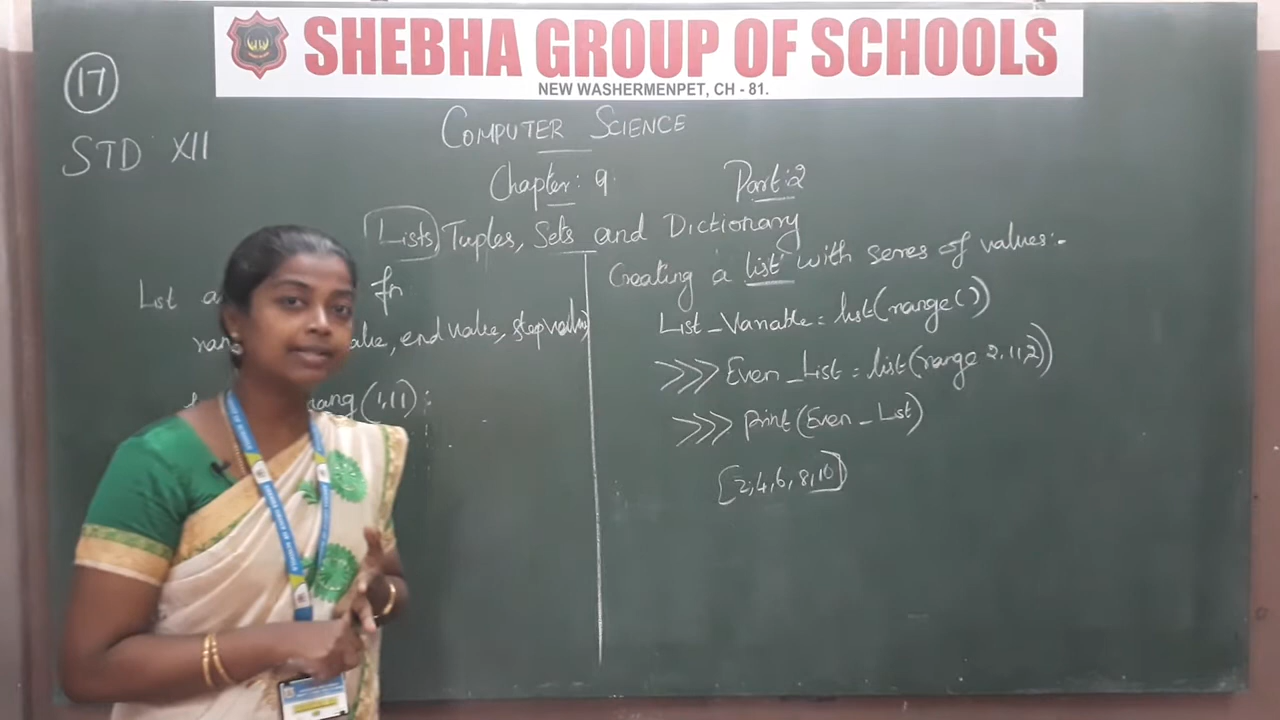 SHEBHA GROUP OF SCHOOLS
NEW WASHERMENPET, CH - 81.
17
STD XII
COMPUTER SCIENCE
Chapter: 9. Part:2
Lists, Tuples, Sets and Dictionary
List a fn
end value, step value)
rang(1,11):
Creating a list with series of values:-
List_Variable = list(range())
>>> Even_List = list(range 2,11,2))
>>> print(Even_List)
[2,4,6,8,10]